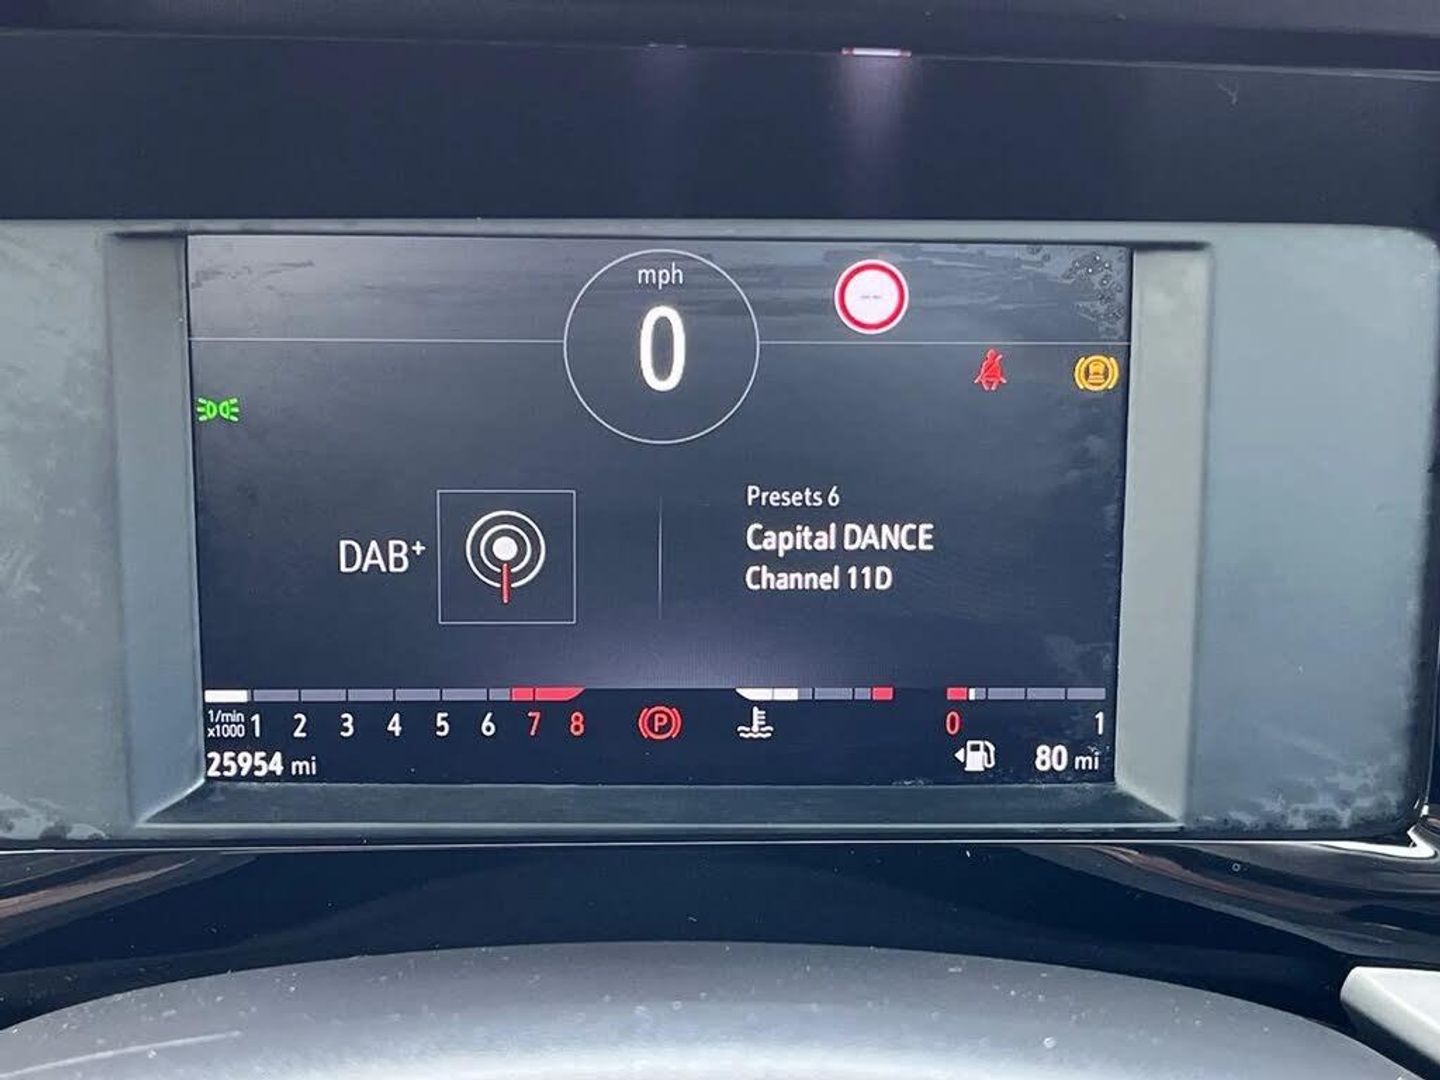 mph
0
DAB+
Presets 6
Capital DANCE
Channel 11D
1/min
x1000
1 2 3 4 5 6 7 8
P
0 1
25954 mi
80 mi